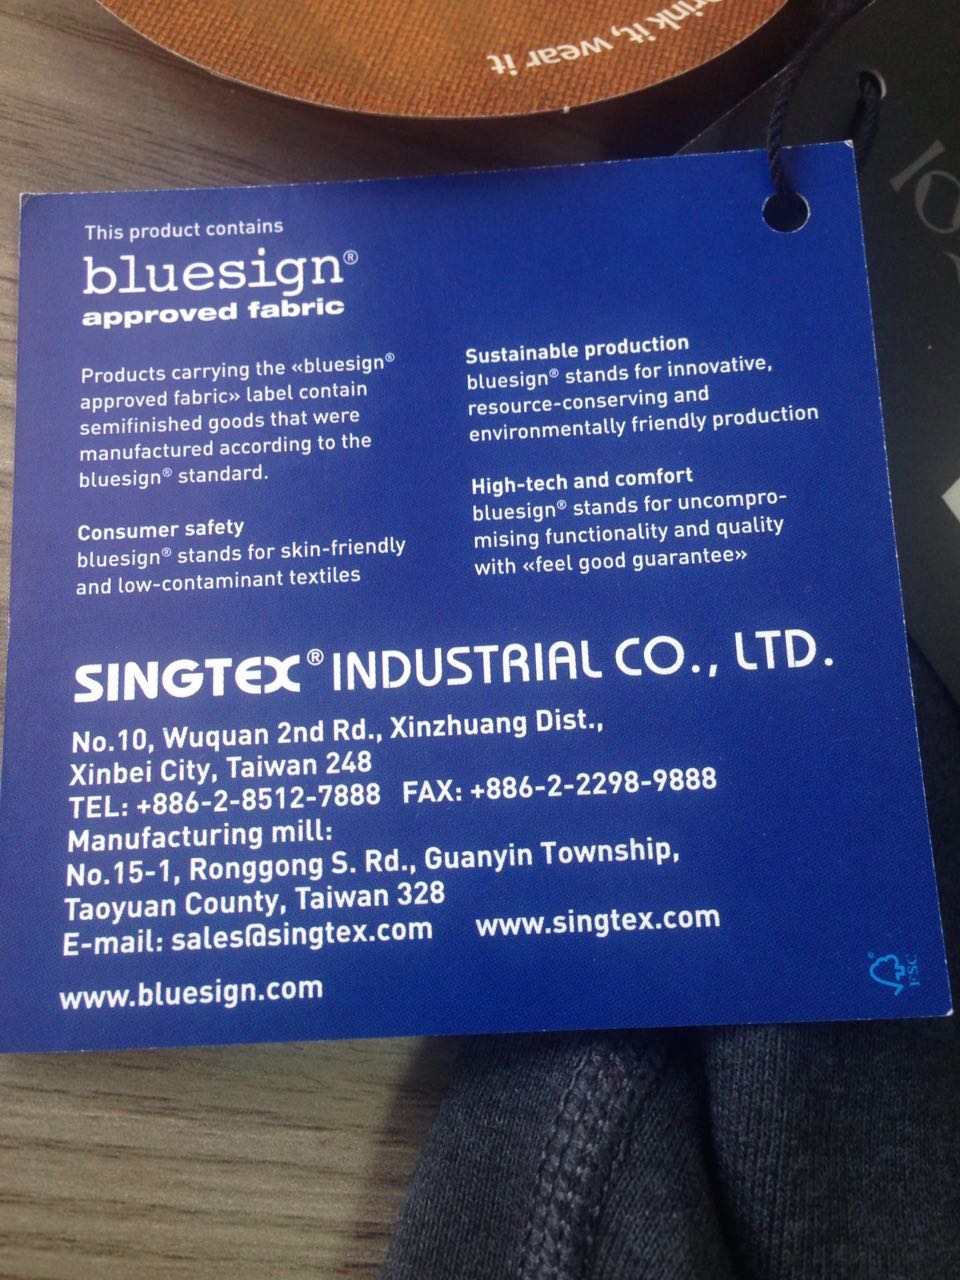 rink it, wear it
This product contains
bluesign®
approved fabric
Products carrying the «bluesign®
approved fabric» label contain
semifinished goods that were
manufactured according to the
bluesign® standard.
Consumer safety
bluesign® stands for skin-friendly
and low-contaminant textiles
Sustainable production
bluesign® stands for innovative,
resource-conserving and
environmentally friendly production
High-tech and comfort
bluesign® stands for uncompro-
mising functionality and quality
with «feel good guarantee»
SINGTEX® INDUSTRIAL CO., LTD.
No.10, Wuquan 2nd Rd., Xinzhuang Dist.,
Xinbei City, Taiwan 248
TEL: +886-2-8512-7888 FAX: +886-2-2298-9888
Manufacturing mill:
No.15-1, Ronggong S. Rd., Guanyin Township,
Taoyuan County, Taiwan 328
E-mail: sales@singtex.com www.singtex.com
www.bluesign.com
® FSC